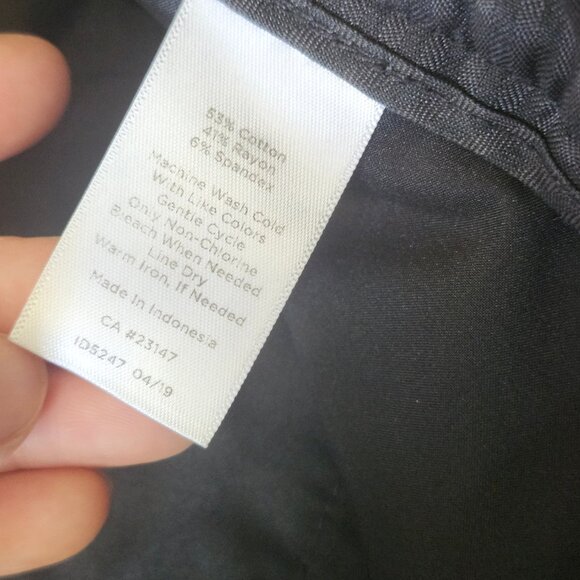 53% Cotton
41% Rayon
6% Spandex
Machine Wash Cold
With Like Colors
Gentle Cycle
Only Non-Chlorine
Bleach When Needed
Line Dry
Warm Iron, If Needed
Made In Indonesia
CA #23147
ID5247 04/19